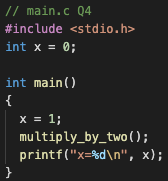 // main.c Q4
#include <stdio.h>
int x = 0;
int main()
{
x = 1;
multiply_by_two();
printf("x=%d\n", x);
}